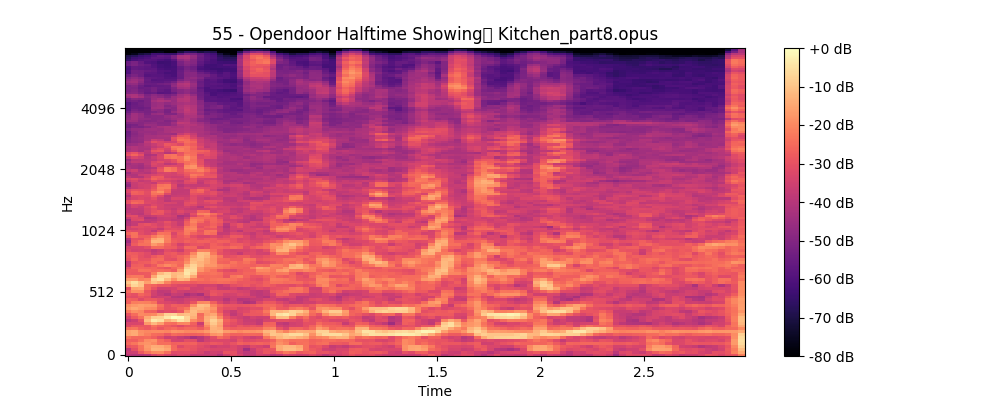 55 - Opendoor Halftime Showing▯ Kitchen_part8.opus
+0 dB
-10 dB
-20 dB
-30 dB
-40 dB
-50 dB
-60 dB
-70 dB
-80 dB
4096
2048
1024
512
0
Hz
0
0.5
1
1.5
2
2.5
Time